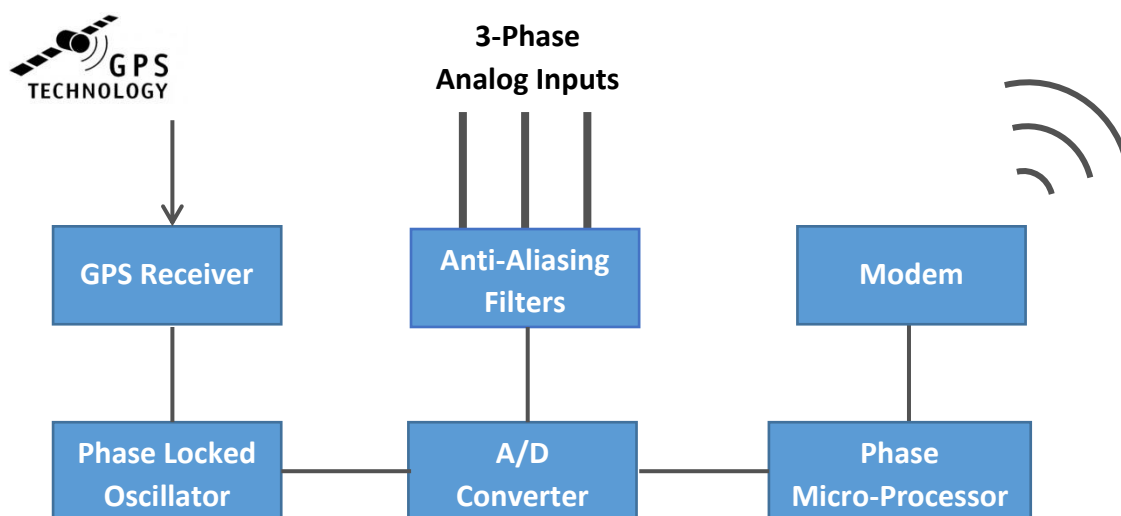 GPS
TECHNOLOGY
3-Phase
Analog Inputs
GPS Receiver
Anti-Aliasing
Filters
Modem
Phase Locked
Oscillator
A/D
Converter
Phase
Micro-Processor